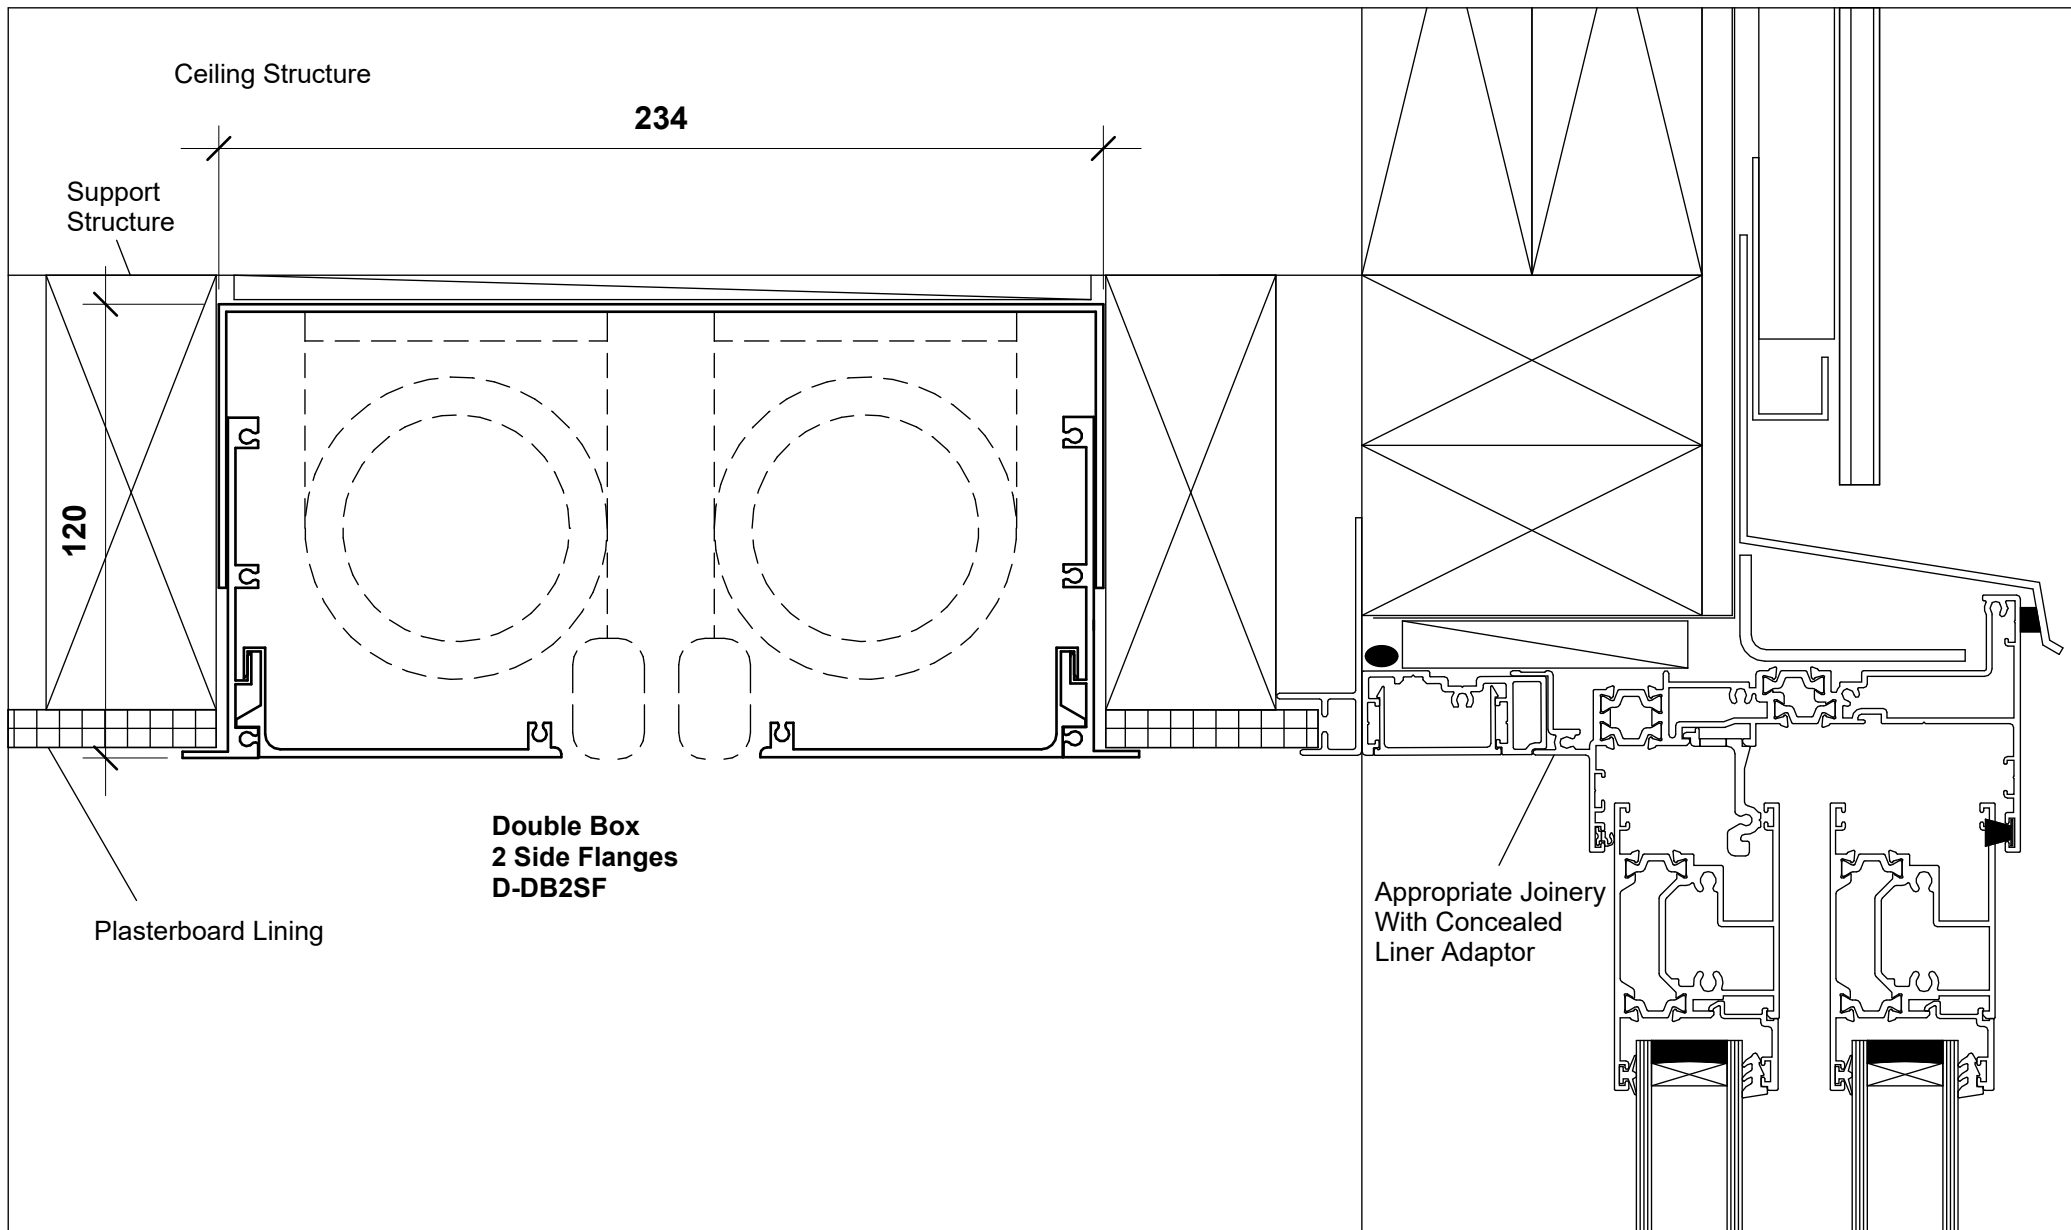 Ceiling Structure
234
Support
Structure
120
Double Box
2 Side Flanges
D-DB2SF
Plasterboard Lining
Appropriate Joinery
With Concealed
Liner Adaptor